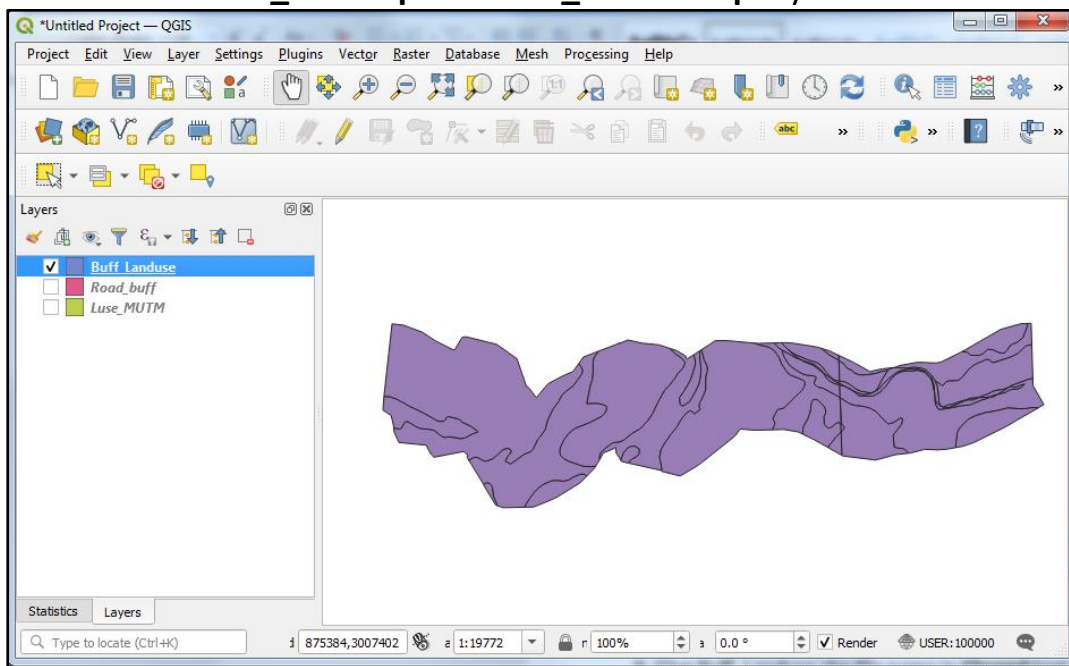 *Untitled Project — QGIS
Project Edit View Layer Settings Plugins Vector Raster Database Mesh Processing Help
abc
Layers
Buff_Landuse
Road_buff
Luse_MUTM
Statistics Layers
Type to locate (Ctrl+K) 875384,3007402 1:19772 100% 0.0 ° Render USER:100000